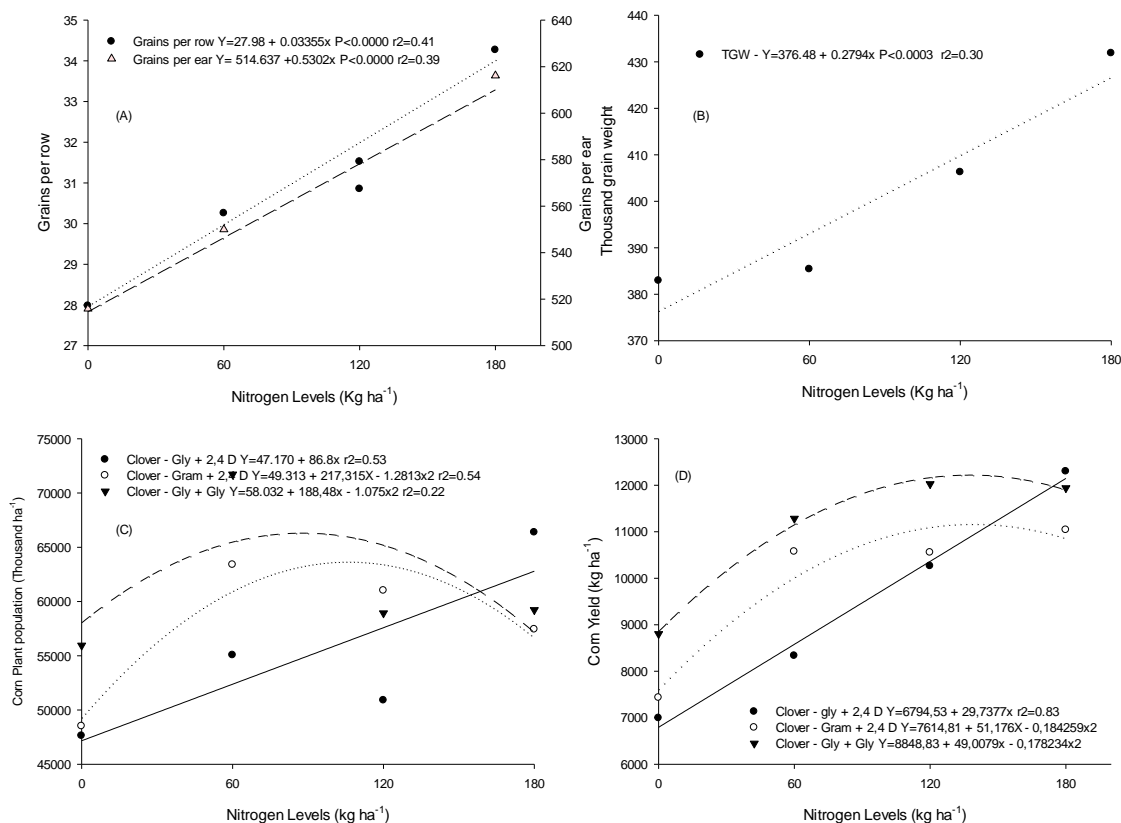 Grains per row Y=27.98 + 0.03355x P<0.0000 r2=0.41
Grains per ear Y= 514.637 +0.5302x P<0.0000 r2=0.39
(A)
Grains per row
35
34
33
32
31
30
29
28
27
0
60
120
180
Nitrogen Levels (Kg ha-1)
640
620
600
580
560
540
520
500
Grains per ear
TGW - Y=376.48 + 0.2794x P<0.0003 r2=0.30
(B)
Thousand grain weight
440
430
420
410
400
390
380
370
0
60
120
180
Nitrogen Levels (Kg ha-1)
Clover - Gly + 2,4 D Y=47.170 + 86.8x r2=0.53
Clover - Gram + 2,4 D Y=49.313 + 217,315X - 1.2813x2 r2=0.54
Clover - Gly + Gly Y=58.032 + 188,48x - 1.075x2 r2=0.22
(C)
Corn Plant population (Thousand ha-1)
75000
70000
65000
60000
55000
50000
45000
0
60
120
180
Nitrogen Levels (kg ha-1)
(D)
Corn Yield (kg ha-1)
13000
12000
11000
10000
9000
8000
7000
6000
Clover - gly + 2,4 D Y=6794,53 + 29,7377x r2=0.83
Clover - Gram + 2,4 D Y=7614,81 + 51,176x - 0,184259x2
Clover - Gly + Gly Y=8848,83 + 49,0079x - 0,178234x2
0
60
120
180
Nitrogen Levels (kg ha-1)